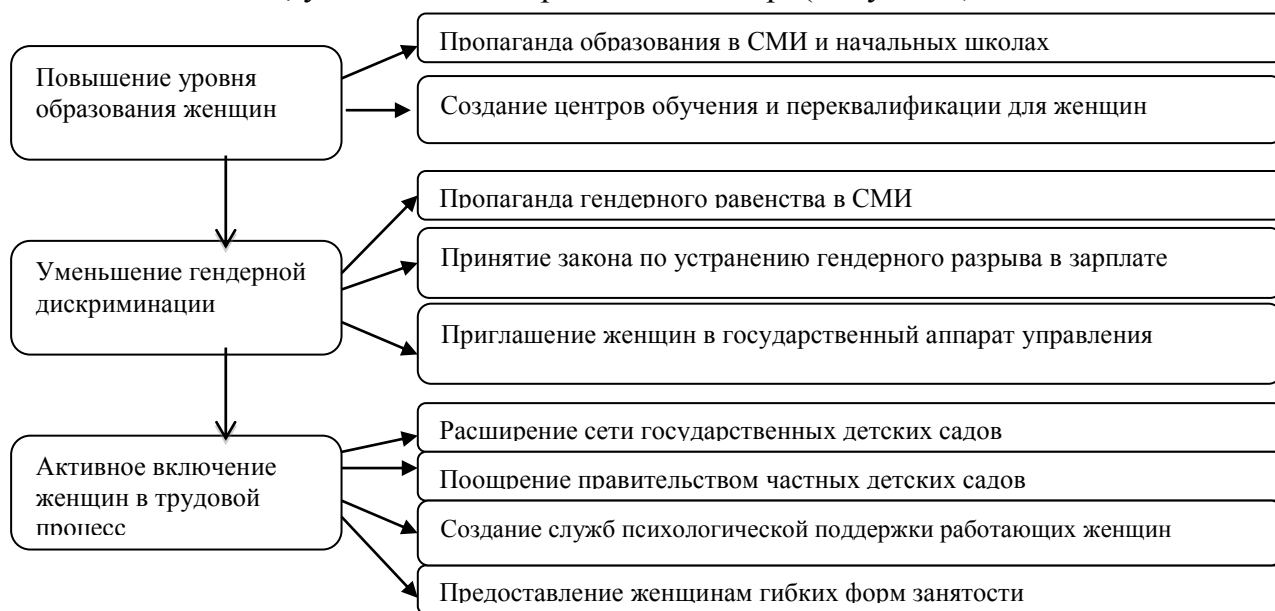 Пропаганда образования в СМИ и начальных школах
Повышение уровня
образования женщин
Создание центров обучения и переквалификации для женщин
Пропаганда гендерного равенства в СМИ
Уменьшение гендерной
дискриминации
Принятие закона по устранению гендерного разрыва в зарплате
Приглашение женщин в государственный аппарат управления
Расширение сети государственных детских садов
Активное включение
женщин в трудовой
процесс
Поощрение правительством частных детских садов
Создание служб психологической поддержки работающих женщин
Предоставление женщинам гибких форм занятости